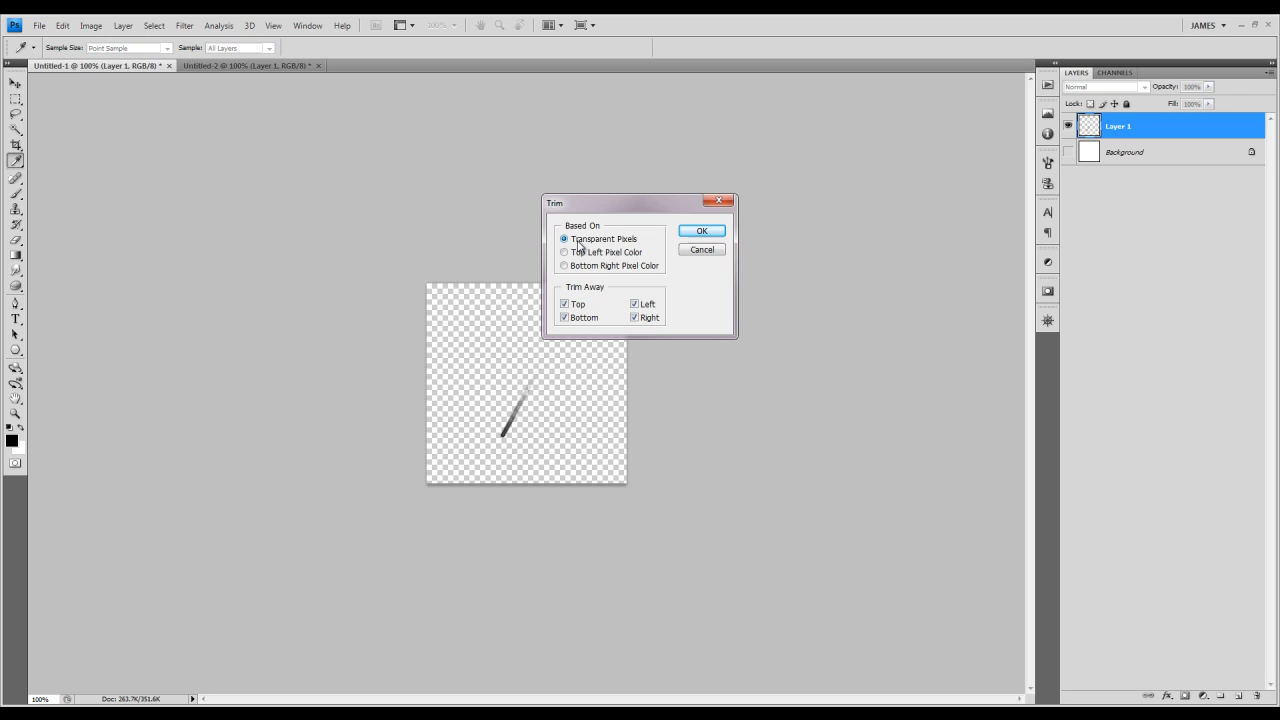 Ps File Edit Image Layer Select Filter Analysis 3D View Window Help Br 100% JAMES
Sample Size: Point Sample Sample: All Layers
Untitled-1 @ 100% (Layer 1, RGB/8) * Untitled-2 @ 100% (Layer 1, RGB/8) *
LAYERS CHANNELS
Normal Opacity: 100%
Lock: Fill: 100%
Layer 1
Background
Trim
Based On
Transparent Pixels
Top Left Pixel Color
Bottom Right Pixel Color
OK
Cancel
Trim Away
Top Left
Bottom Right
100% Doc: 263.7K/351.6K